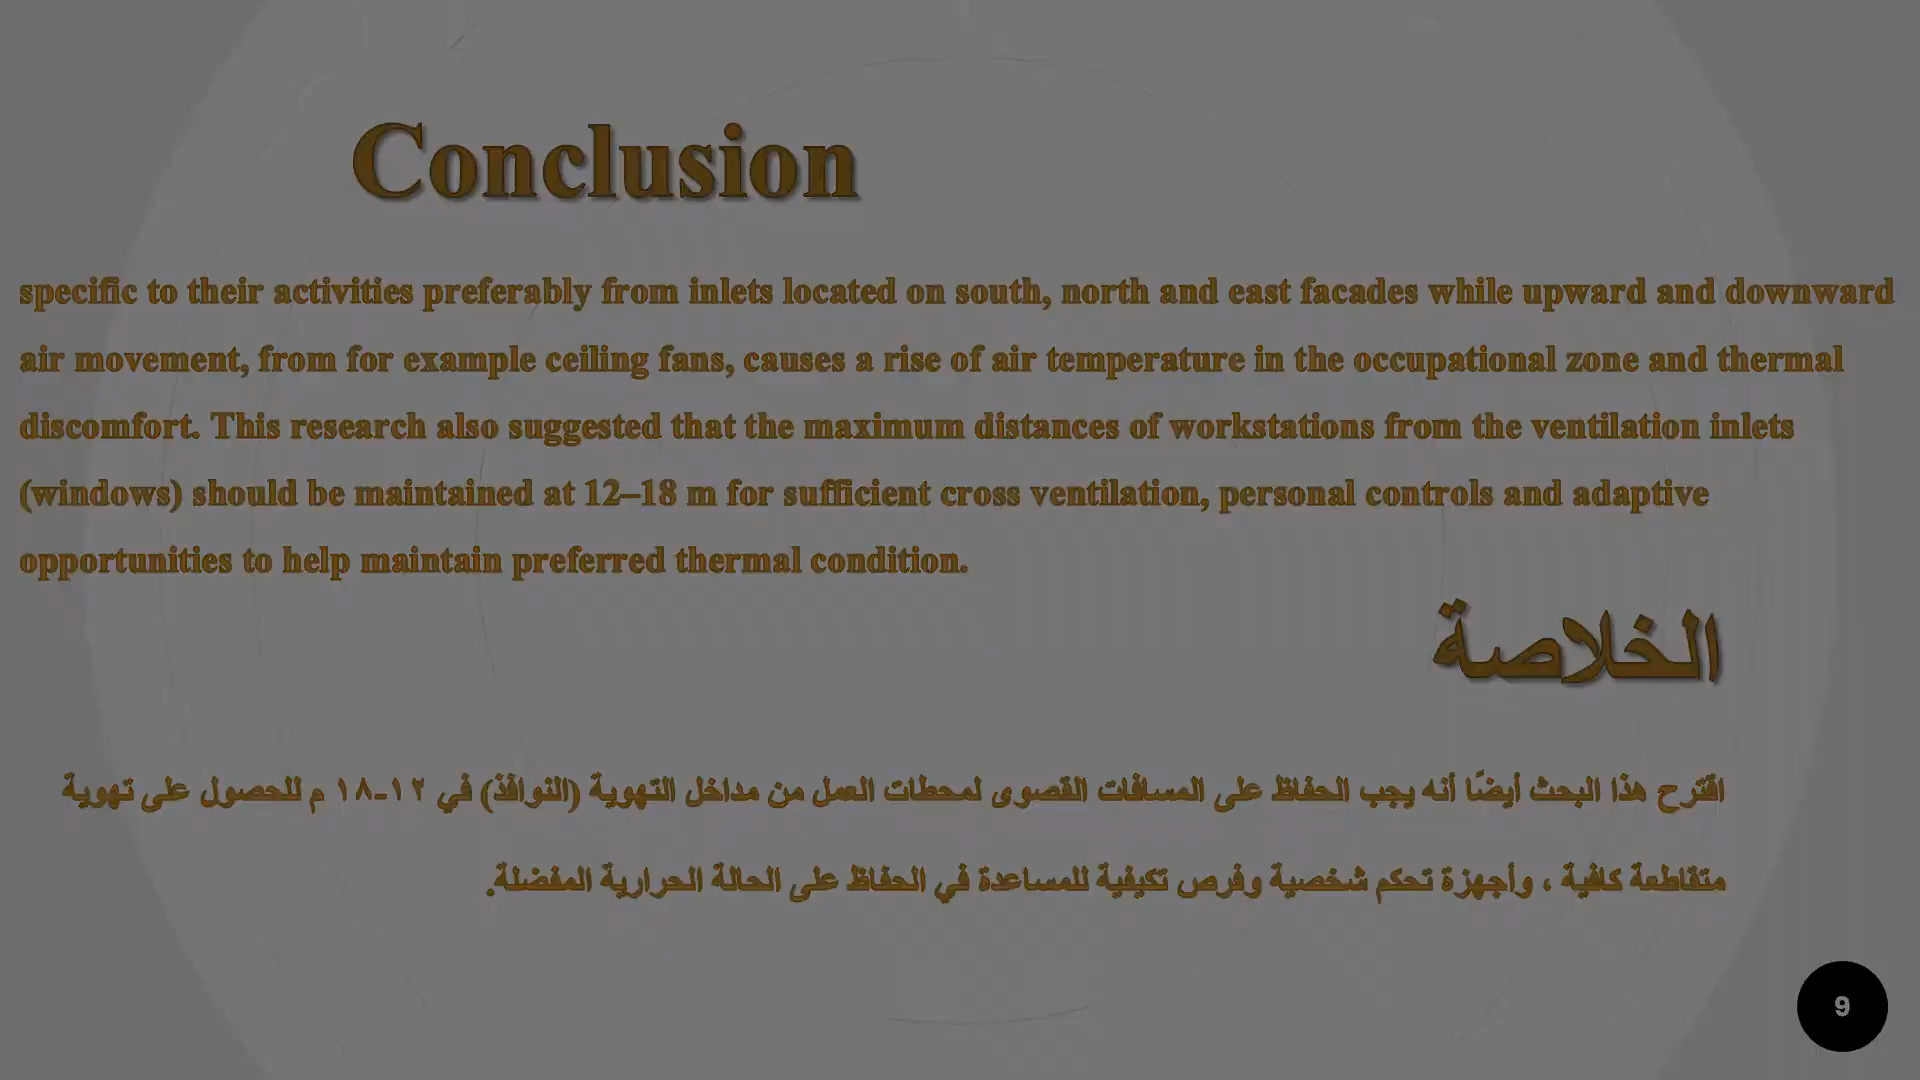 Conclusion
specific to their activities preferably from inlets located on south, north and east facades while upward and downward
air movement, from for example ceiling fans, causes a rise of air temperature in the occupational zone and thermal
discomfort. This research also suggested that the maximum distances of workstations from the ventilation inlets
(windows) should be maintained at 12–18 m for sufficient cross ventilation, personal controls and adaptive
opportunities to help maintain preferred thermal condition.
الخلاصة
اقترح هذا البحث أيضًا أنه يجب الحفاظ على المسافات القصوى لمحطات العمل من مداخل التهوية (النوافذ) في ١٢-١٨ م للحصول على تهوية
متقاطعة كافية ، وأجهزة تحكم شخصية وفرص تكيفية للمساعدة في الحفاظ على الحالة الحرارية المفضلة.
9